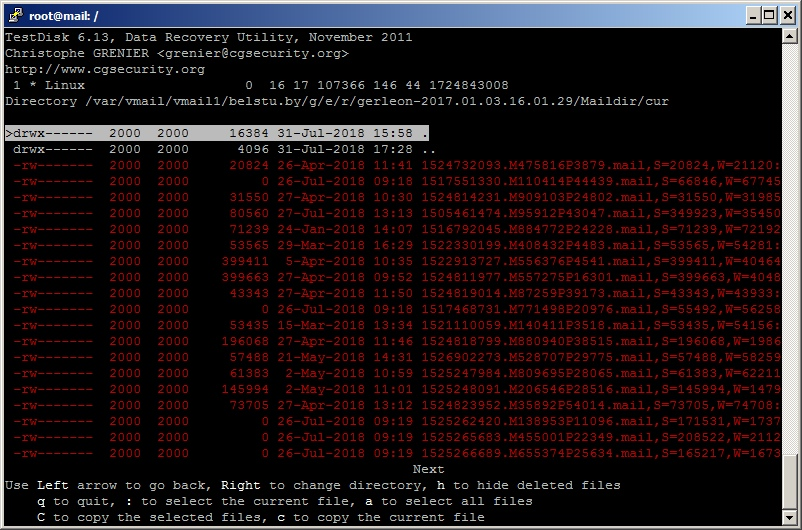 root@mail: /
TestDisk 6.13, Data Recovery Utility, November 2011
Christophe GRENIER <grenier@cgsecurity.org>
http://www.cgsecurity.org
 1 * Linux                    0  16 17 107366 146 44 1724843008
Directory /var/vmail/vmail1/belstu.by/g/e/r/gerleon-2017.01.03.16.01.29/Maildir/cur
>drwx------  2000  2000     16384 31-Jul-2018 15:58 .
 drwx------  2000  2000      4096 31-Jul-2018 17:28 ..
 -rw-------  2000  2000     20824 26-Apr-2018 11:41 1524732093.M475816P3879.mail,S=20824,W=21120:
 -rw-------  2000  2000         0 26-Jul-2018 09:18 1517551330.M110414P44439.mail,S=66846,W=67745
 -rw-------  2000  2000     31550 27-Apr-2018 10:30 1524814231.M909103P24802.mail,S=31550,W=31985
 -rw-------  2000  2000     80560 27-Jul-2018 13:13 1505461474.M95912P43047.mail,S=349923,W=35450
 -rw-------  2000  2000     71239 24-Jan-2018 14:07 1516792045.M884772P24228.mail,S=71239,W=72192
 -rw-------  2000  2000     53565 29-Mar-2018 16:29 1522330199.M408432P4483.mail,S=53565,W=54281:
 -rw-------  2000  2000    399411  5-Apr-2018 10:35 1522913727.M556376P4541.mail,S=399411,W=40464
 -rw-------  2000  2000    399663 27-Apr-2018 09:52 1524811977.M557275P16301.mail,S=399663,W=4048
 -rw-------  2000  2000     43343 27-Apr-2018 11:50 1524819014.M87259P39173.mail,S=43343,W=43933:
 -rw-------  2000  2000         0 26-Jul-2018 09:18 1517468731.M771498P20976.mail,S=55492,W=56258
 -rw-------  2000  2000     53435 15-Mar-2018 13:34 1521110059.M140411P3518.mail,S=53435,W=54156:
 -rw-------  2000  2000    196068 27-Apr-2018 11:46 1524818799.M880940P38515.mail,S=196068,W=1986
 -rw-------  2000  2000     57488 21-May-2018 14:31 1526902273.M528707P29775.mail,S=57488,W=58259
 -rw-------  2000  2000     61383  2-May-2018 10:59 1525247984.M809695P28065.mail,S=61383,W=62211
 -rw-------  2000  2000    145994  2-May-2018 11:01 1525248091.M206546P28516.mail,S=145994,W=1479
 -rw-------  2000  2000     73705 27-Apr-2018 13:12 1524823952.M35892P54014.mail,S=73705,W=74708:
 -rw-------  2000  2000         0 26-Jul-2018 09:19 1525262420.M138953P11096.mail,S=171531,W=1737
 -rw-------  2000  2000         0 26-Jul-2018 09:19 1525265683.M455001P22349.mail,S=208522,W=2112
 -rw-------  2000  2000         0 26-Jul-2018 09:19 1525266689.M655374P25634.mail,S=165217,W=1673
Next
Use Left arrow to go back, Right to change directory, h to hide deleted files
    q to quit, : to select the current file, a to select all files
    C to copy the selected files, c to copy the current file